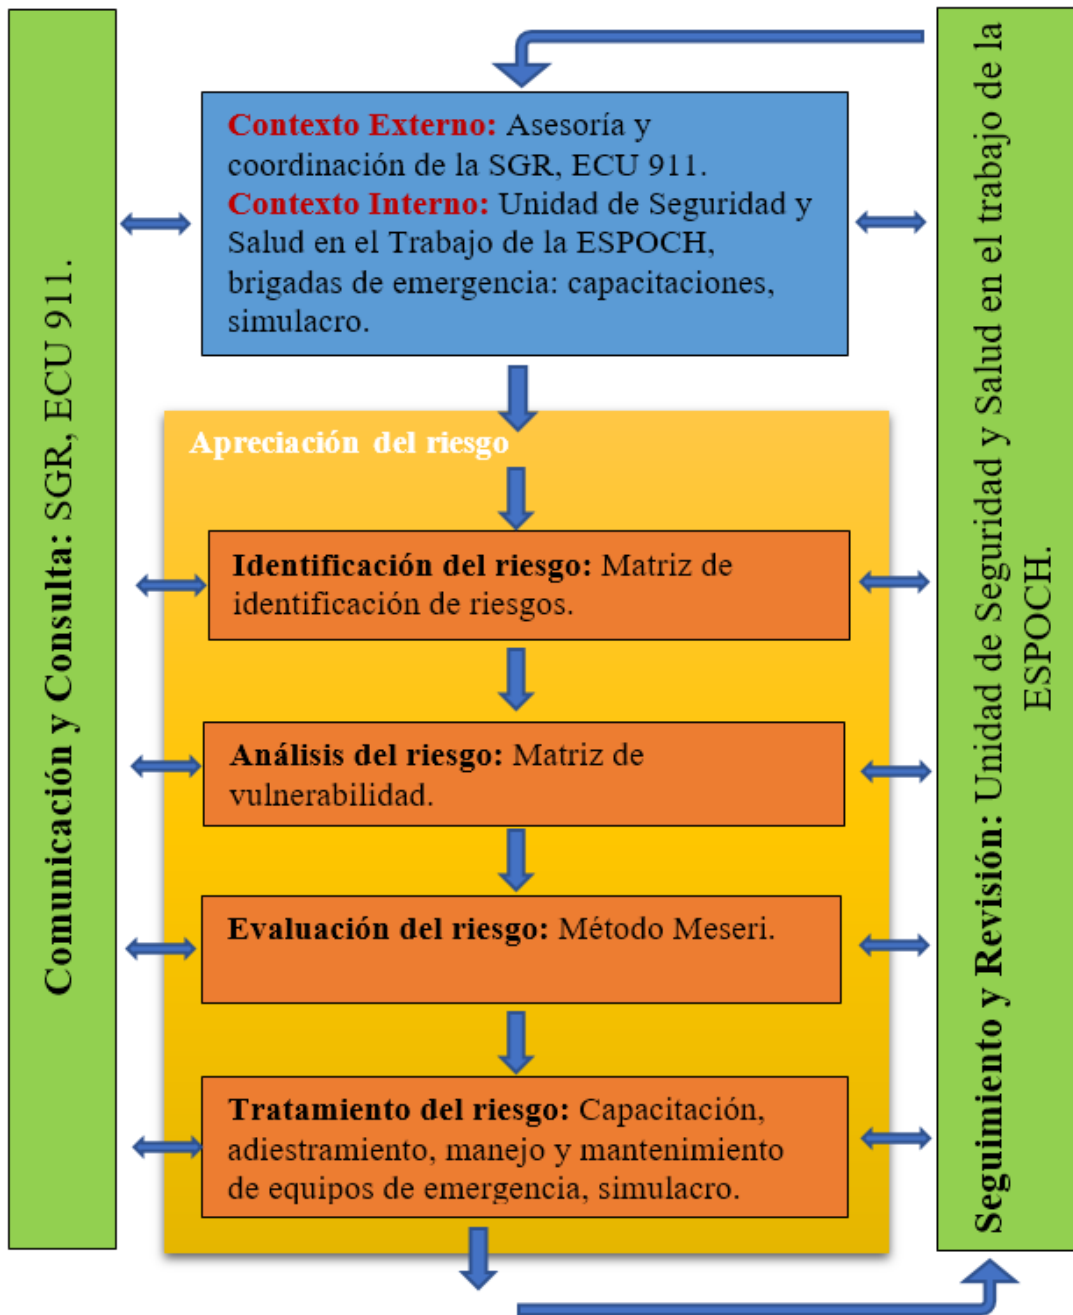 Contexto Externo: Asesoría y
coordinación de la SGR, ECU 911.
Contexto Interno: Unidad de Seguridad y
Salud en el Trabajo de la ESPOCH,
brigadas de emergencia: capacitaciones,
simulacro.
Comunicación y Consulta: SGR, ECU 911.
Apreciación del riesgo
Identificación del riesgo: Matriz de
identificación de riesgos.
Análisis del riesgo: Matriz de
vulnerabilidad.
Evaluación del riesgo: Método Meseri.
Tratamiento del riesgo: Capacitación,
adiestramiento, manejo y mantenimiento
de equipos de emergencia, simulacro.
Seguimiento y Revisión: Unidad de Seguridad y Salud en el trabajo de la
ESPOCH.